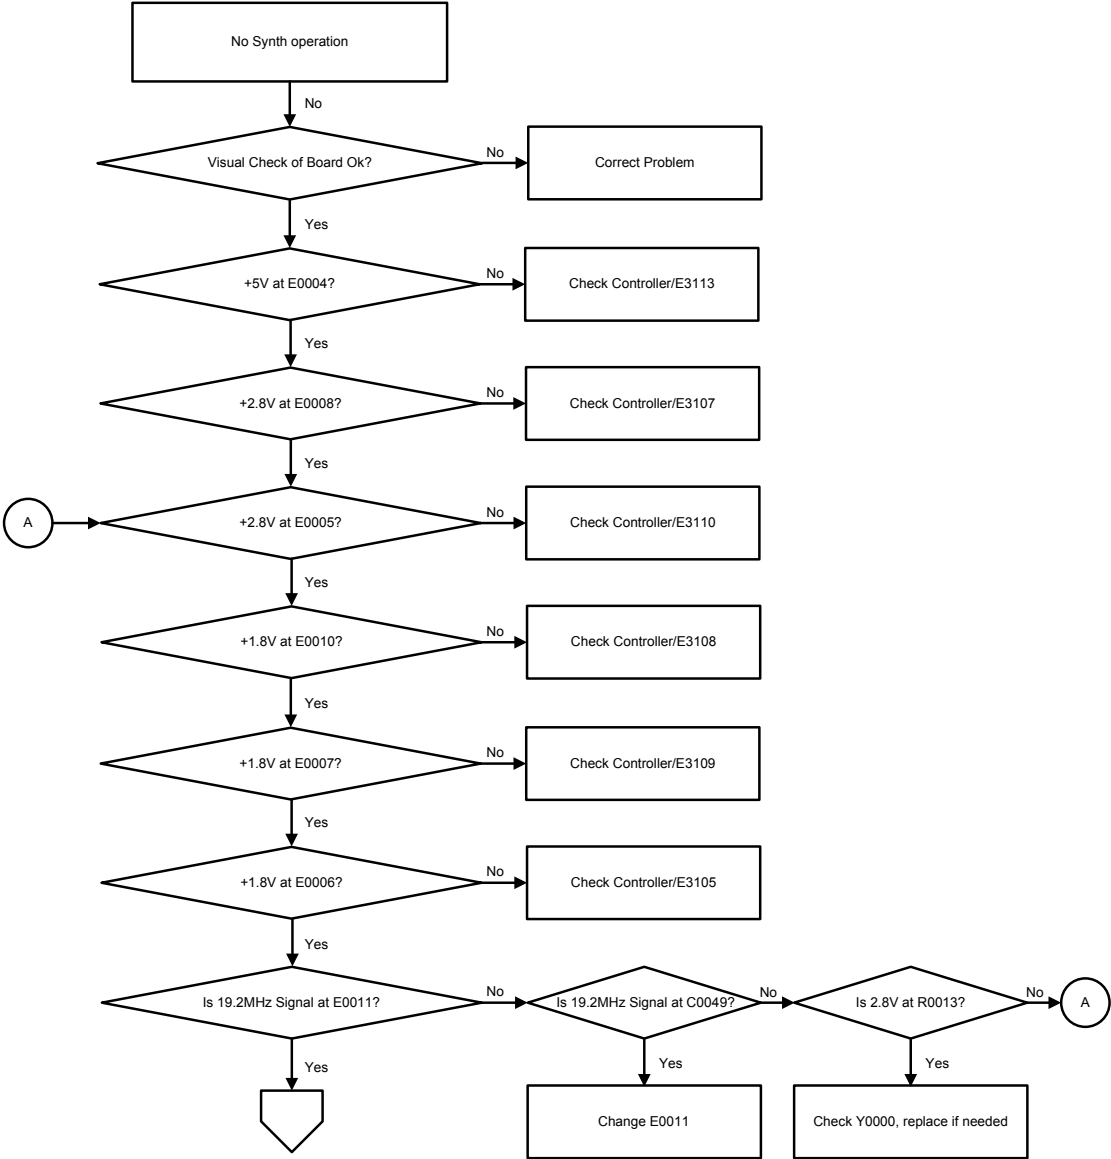 No Synth operation
No
Visual Check of Board Ok?
No
Correct Problem
Yes
+5V at E0004?
No
Check Controller/E3113
Yes
+2.8V at E0008?
No
Check Controller/E3107
Yes
A
+2.8V at E0005?
No
Check Controller/E3110
Yes
+1.8V at E0010?
No
Check Controller/E3108
Yes
+1.8V at E0007?
No
Check Controller/E3109
Yes
+1.8V at E0006?
No
Check Controller/E3105
Yes
Is 19.2MHz Signal at E0011?
No
Is 19.2MHz Signal at C0049?
No
Is 2.8V at R0013?
No
A
Yes
Yes
Yes
Change E0011
Check Y0000, replace if needed